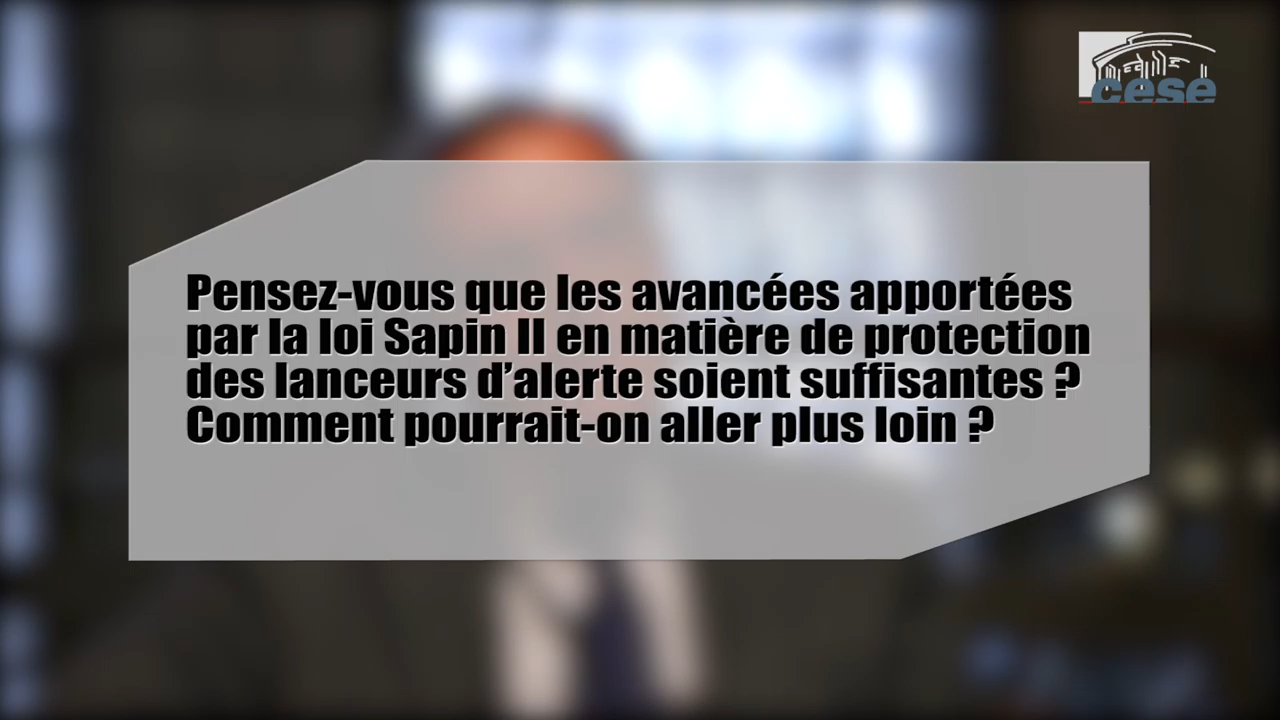 cese
Pensez-vous que les avancées apportées
par la loi Sapin II en matière de protection
des lanceurs d'alerte soient suffisantes ?
Comment pourrait-on aller plus loin ?